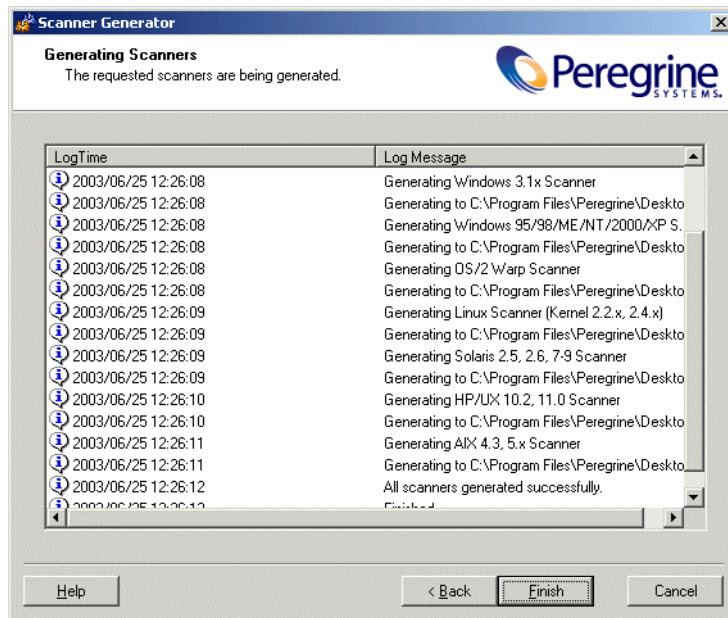 Scanner Generator
Generating Scanners
The requested scanners are being generated.
Peregrine
SYSTEMS.
LogTime Log Message
2003/06/25 12:26:08 Generating Windows 3.1x Scanner
2003/06/25 12:26:08 Generating to C:\Program Files\Peregrine\Deskto
2003/06/25 12:26:08 Generating Windows 95/98/ME/NT/2000/XP S.
2003/06/25 12:26:08 Generating to C:\Program Files\Peregrine\Deskto
2003/06/25 12:26:08 Generating OS/2 Warp Scanner
2003/06/25 12:26:08 Generating to C:\Program Files\Peregrine\Deskto
2003/06/25 12:26:09 Generating Linux Scanner (Kernel 2.2.x, 2.4.x)
2003/06/25 12:26:09 Generating to C:\Program Files\Peregrine\Deskto
2003/06/25 12:26:09 Generating Solaris 2.5, 2.6, 7-9 Scanner
2003/06/25 12:26:09 Generating to C:\Program Files\Peregrine\Deskto
2003/06/25 12:26:10 Generating HP/UX 10.2, 11.0 Scanner
2003/06/25 12:26:10 Generating to C:\Program Files\Peregrine\Deskto
2003/06/25 12:26:11 Generating AIX 4.3, 5.x Scanner
2003/06/25 12:26:11 Generating to C:\Program Files\Peregrine\Deskto
2003/06/25 12:26:12 All scanners generated successfully.
2003/06/25 12:26:12 Finished
Help < Back Finish Cancel